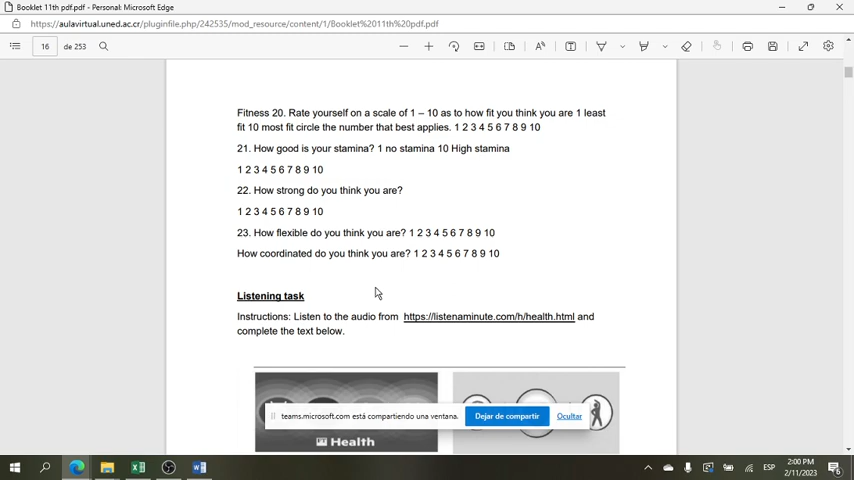 Booklet 11th pdf.pdf - Personal: Microsoft Edge
https://aulavirtual.uned.ac.cr/pluginfile.php/242535/mod_resource/content/1/Booklet%2011th%20pdf.pdf
16 de 253
Fitness 20. Rate yourself on a scale of 1 – 10 as to how fit you think you are 1 least
fit 10 most fit circle the number that best applies. 1 2 3 4 5 6 7 8 9 10
21. How good is your stamina? 1 no stamina 10 High stamina
1 2 3 4 5 6 7 8 9 10
22. How strong do you think you are?
1 2 3 4 5 6 7 8 9 10
23. How flexible do you think you are? 1 2 3 4 5 6 7 8 9 10
How coordinated do you think you are? 1 2 3 4 5 6 7 8 9 10
Listening task
Instructions: Listen to the audio from https://listenaminute.com/h/health.html and
complete the text below.
teams.microsoft.com está compartiendo una ventana. Dejar de compartir Ocultar
Health
ESP 2:00 PM
2/11/2023